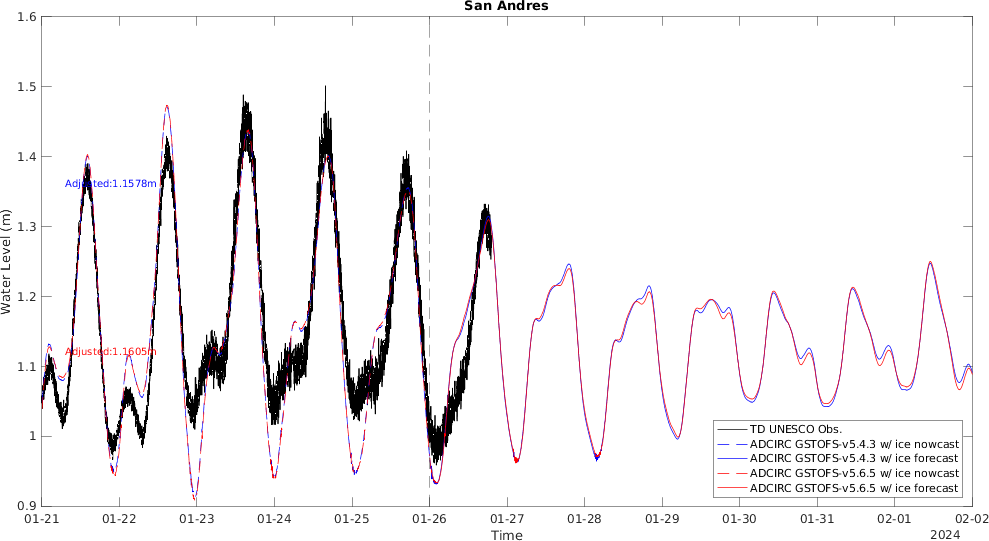 San Andres
1.6
1.5
1.4
1.3
1.2
1.1
1
0.9
Water Level (m)
Adjusted:1.1578m
Adjusted:1.1605m
TD UNESCO Obs.
ADCIRC GSTOFS-v5.4.3 w/ ice nowcast
ADCIRC GSTOFS-v5.4.3 w/ ice forecast
ADCIRC GSTOFS-v5.6.5 w/ ice nowcast
ADCIRC GSTOFS-v5.6.5 w/ ice forecast
01-21 01-22 01-23 01-24 01-25 01-26 01-27 01-28 01-29 01-30 01-31 02-01 02-02
Time
2024